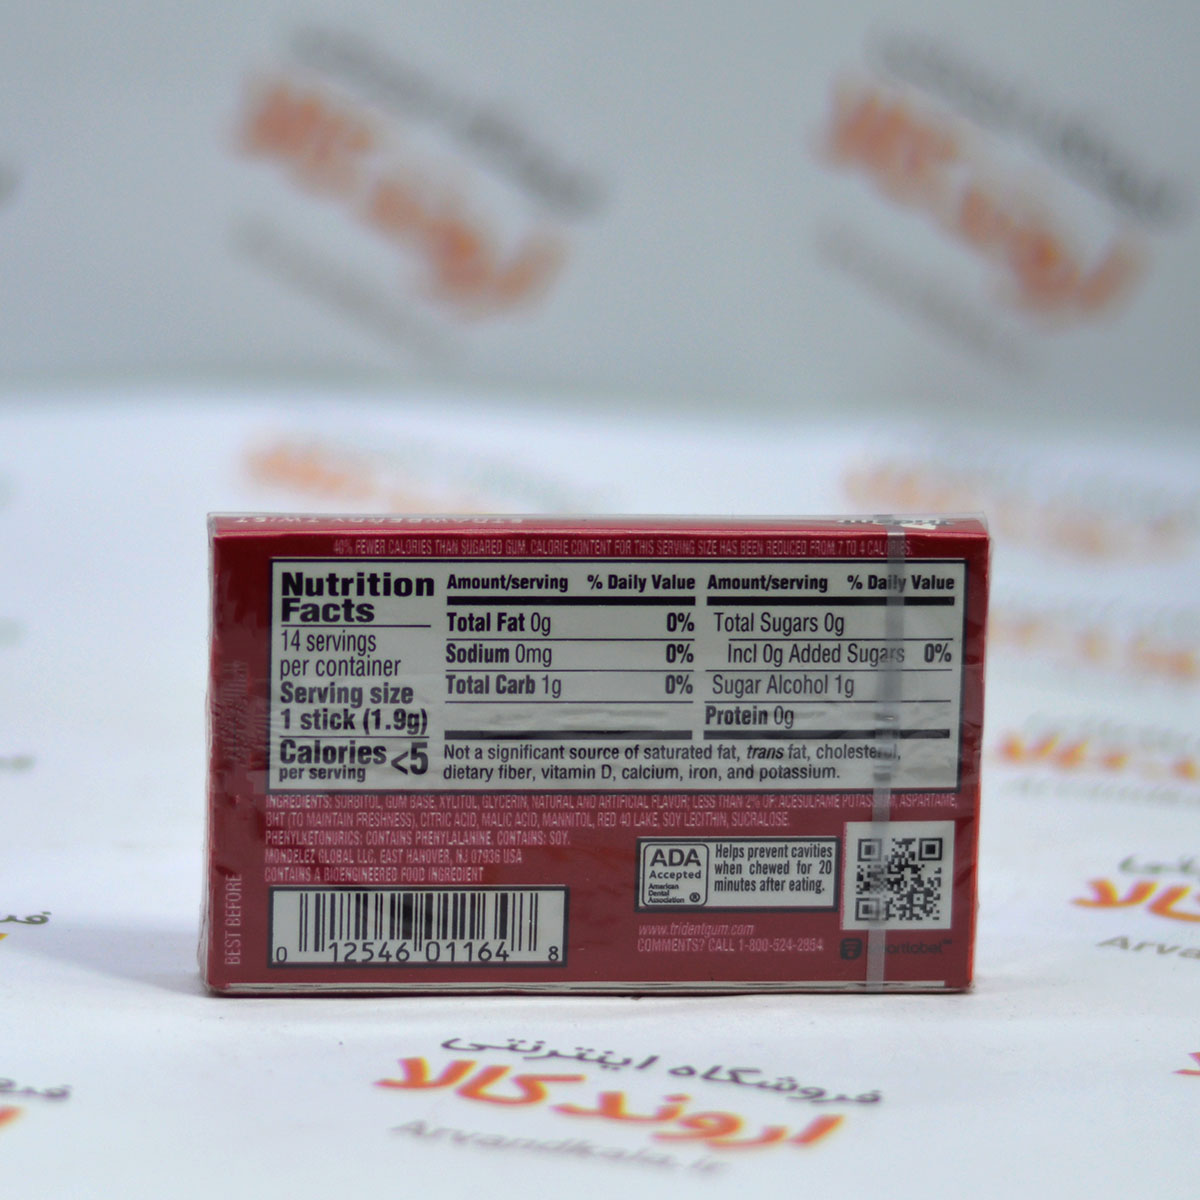 STRAWBERRY TWIST
40% FEWER CALORIES THAN SUGARED GUM. CALORIE CONTENT FOR THIS SERVING SIZE HAS BEEN REDUCED FROM 7 TO 4 CALORIES.
Nutrition
Facts
14 servings
per container
Serving size
1 stick (1.9g)
Calories <5
per serving
Amount/serving % Daily Value
Total Fat 0g 0%
Sodium 0mg 0%
Total Carb 1g 0%
Amount/serving % Daily Value
Total Sugars 0g
Incl 0g Added Sugars 0%
Sugar Alcohol 1g
Protein 0g
Not a significant source of saturated fat, trans fat, cholesterol,
dietary fiber, vitamin D, calcium, iron, and potassium.
INGREDIENTS: SORBITOL, GUM BASE, XYLITOL, GLYCERIN, NATURAL AND ARTIFICIAL FLAVOR; LESS THAN 2% OF: ACESULFAME POTASSIUM, ASPARTAME,
BHT (TO MAINTAIN FRESHNESS), CITRIC ACID, MALIC ACID, MANNITOL, RED 40 LAKE, SOY LECITHIN, SUCRALOSE.
PHENYLKETONURICS: CONTAINS PHENYLALANINE. CONTAINS: SOY.
MONDELEZ GLOBAL LLC, EAST HANOVER, NJ 07936 USA
CONTAINS A BIOENGINEERED FOOD INGREDIENT
BEST BEFORE
0 12546 01164 8
ADA
Accepted
American
Dental
Association ®
Helps prevent cavities
when chewed for 20
minutes after eating.
www.tridentgum.com
COMMENTS? CALL 1-800-524-2854
smartlabel™
فروشگاه اینترنتی
اروند کالا
Arvandkala.ir